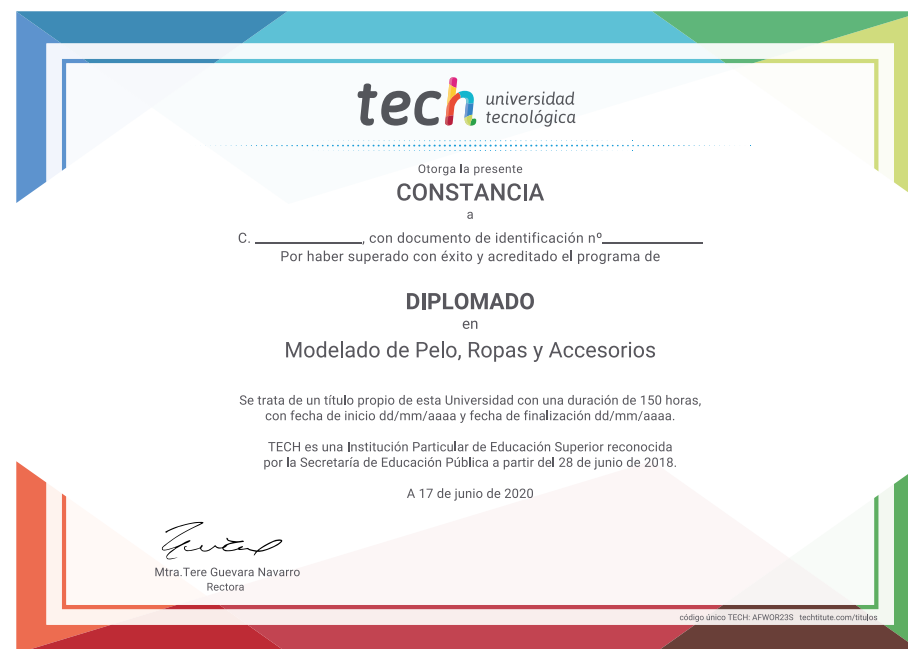 tech universidad
tecnológica
Otorga la presente
CONSTANCIA
a
C. ____________, con documento de identificación nº____________
Por haber superado con éxito y acreditado el programa de
DIPLOMADO
en
Modelado de Pelo, Ropas y Accesorios
Se trata de un título propio de esta Universidad con una duración de 150 horas,
con fecha de inicio dd/mm/aaaa y fecha de finalización dd/mm/aaaa.
TECH es una Institución Particular de Educación Superior reconocida
por la Secretaría de Educación Pública a partir del 28 de junio de 2018.
A 17 de junio de 2020
Mtra.Tere Guevara Navarro
Rectora
código único TECH: AFWOR23S techtitute.com/titulos